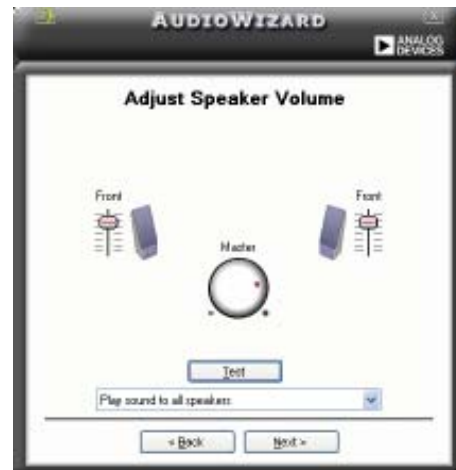 AUDIOWIZARD
ANALOG
DEVICES
Adjust Speaker Volume
Front
Front
Master
Test
Play sound to all speakers
< Back
Next >